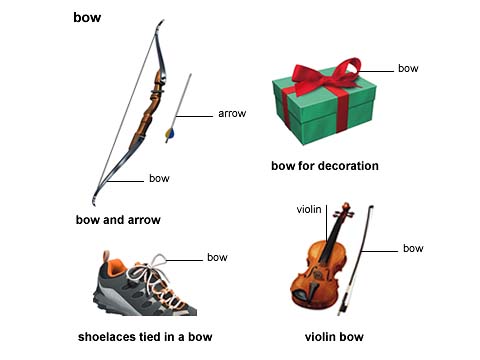 bow
bow
arrow
bow
bow for decoration
bow and arrow
violin
bow
bow
shoelaces tied in a bow
violin bow